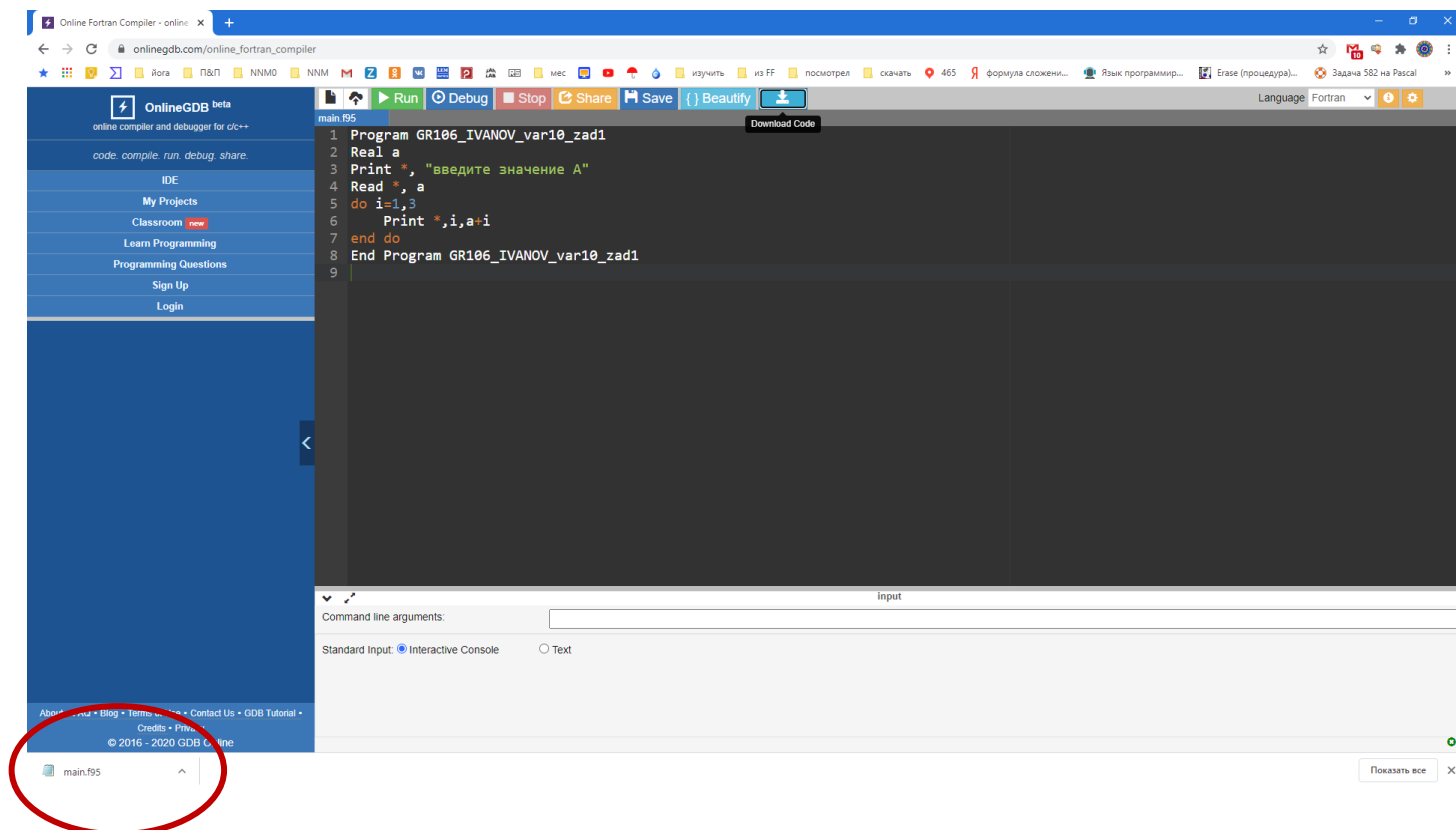 Online Fortran Compiler - online
onlinegdb.com/online_fortran_compiler
йога П&П NNM0 NNM мес изучить из FF посмотрел скачать 465 формула сложени... Язык программир... Erase (процедура)... Задача 582 на Pascal »
OnlineGDB beta
online compiler and debugger for c/c++
code. compile. run. debug. share.
IDE
My Projects
Classroom new
Learn Programming
Programming Questions
Sign Up
Login
Run Debug Stop Share Save { } Beautify
Language Fortran
Download Code
main.f95
1 Program GR106_IVANOV_var10_zad1
2 Real a
3 Print *, "введите значение А"
4 Read *, a
5 do i=1,3
6 Print *,i,a+i
7 end do
8 End Program GR106_IVANOV_var10_zad1
9
input
Command line arguments:
Standard Input: Interactive Console Text
About • • Blog • Terms • Contact Us • GDB Tutorial •
Credits •
© 2016 - 2020 GDB
main.f95
Показать все